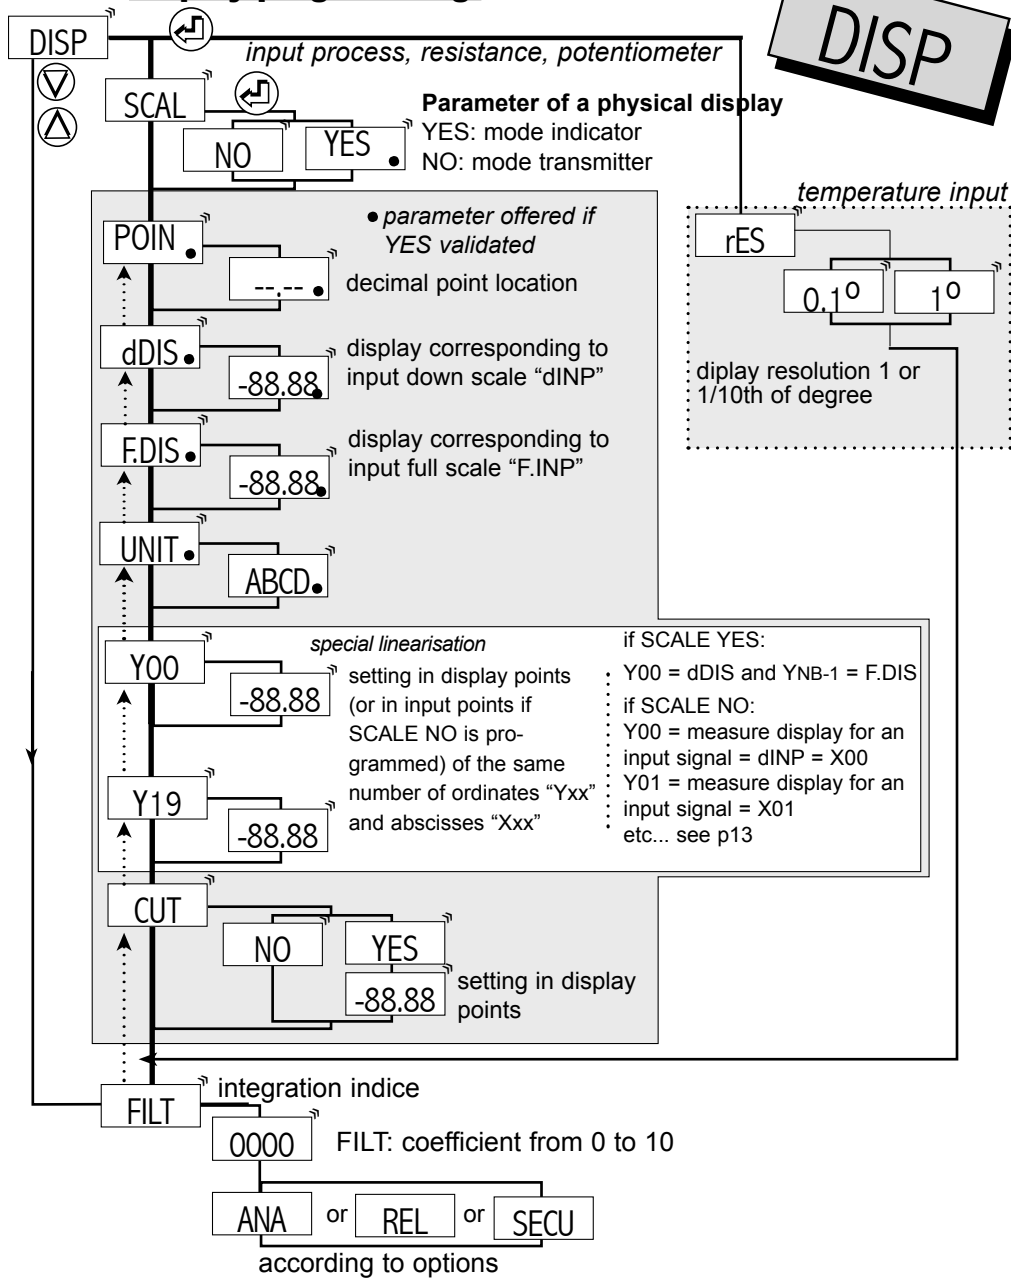 DISP
DISP
input process, resistance, potentiometer
SCAL
NO
YES
Parameter of a physical display
YES: mode indicator
NO: mode transmitter
temperature input
rES
0.1º
1º
diplay resolution 1 or
1/10th of degree
POIN
parameter offered if
YES validated
--.--
decimal point location
dDIS
-88.88
display corresponding to
input down scale “dINP”
F.DIS
-88.88
display corresponding to
input full scale “F.INP”
UNIT
ABCD
special linearisation
Y00
-88.88
setting in display points
(or in input points if
SCALE NO is pro-
grammed) of the same
number of ordinates “Yxx”
and abscisses “Xxx”
Y19
-88.88
if SCALE YES:
Y00 = dDIS and YNB-1 = F.DIS
if SCALE NO:
Y00 = measure display for an
input signal = dINP = X00
Y01 = measure display for an
input signal = X01
etc... see p13
CUT
NO
YES
-88.88
setting in display
points
FILT
integration indice
0000
FILT: coefficient from 0 to 10
ANA or REL or SECU
according to options